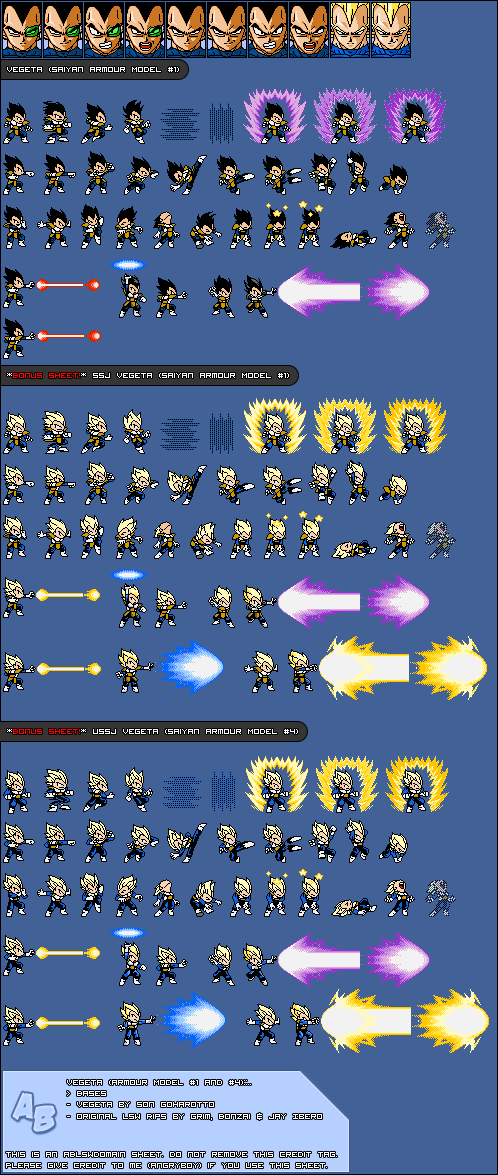 VEGETA (SAIYAN ARMOUR MODEL #1)
*BONUS SHEET* SSJ VEGETA (SAIYAN ARMOUR MODEL #1)
*BONUS SHEET* USSJ VEGETA (SAIYAN ARMOUR MODEL #4)
VEGETA (ARMOUR MODEL #1 AND #4)...
> BASES
- VEGETA BY SON GOHAROTTO
- ORIGINAL LSW RIPS BY GRIM, BONZAI & JAY IBERO
AB
THIS IS AN ABLSWDOMAIN SHEET. DO NOT REMOVE THIS CREDIT TAG.
PLEASE GIVE CREDIT TO ME (ANGRYBOY) IF YOU USE THIS SHEET.